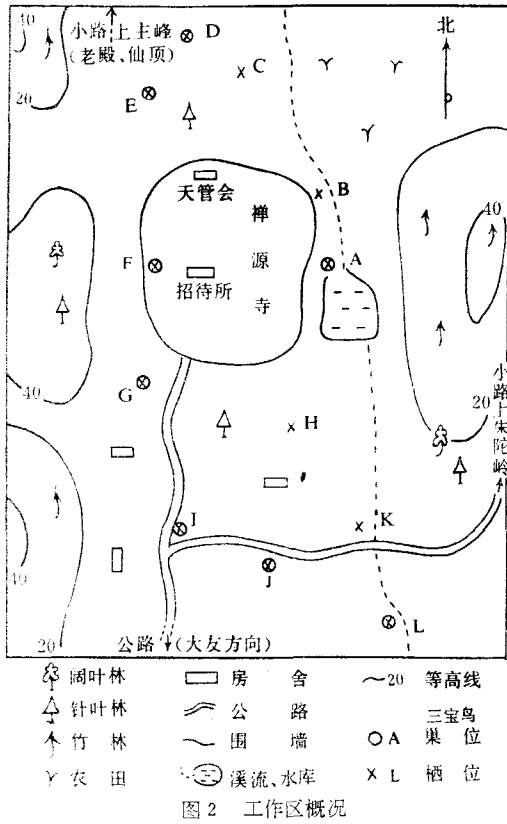 40
小路上主峰
(老殿、仙顶)
D
北
20
C
E
B
40
天管会
禅源寺
F
A
招待所
40
20
小路上朱陀岭
G
H
I
K
40
J
L
20
公路 (大友方向)
阔叶林 房舍 20 等高线
针叶林 公路 三宝鸟
竹林 围墙 A 巢位
农田 溪流、水库 L 栖位
图 2 工作区概况